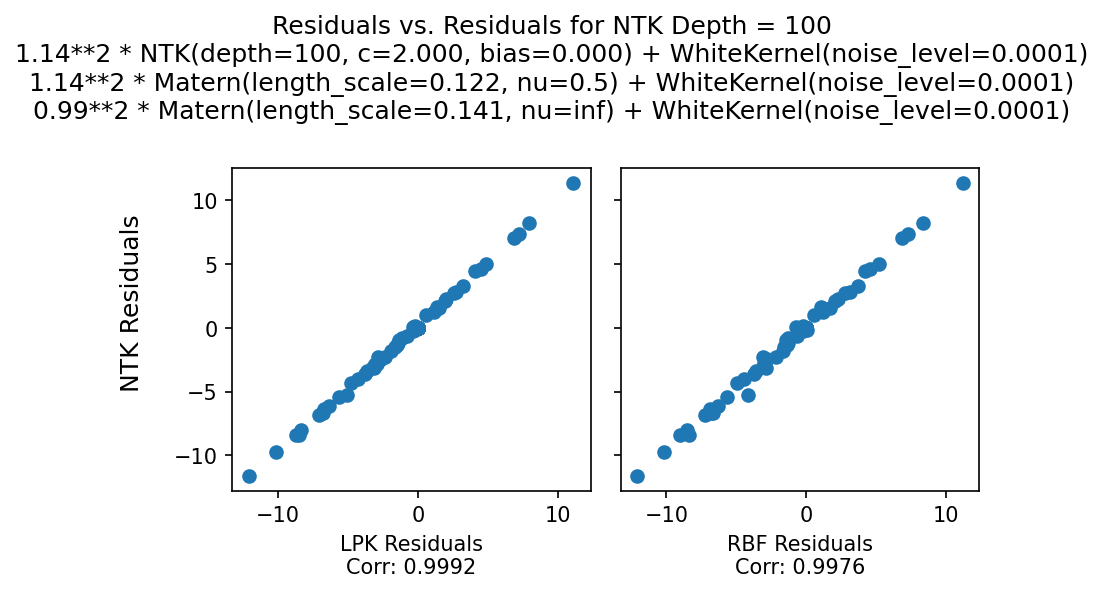 Residuals vs. Residuals for NTK Depth = 100
1.14**2 * NTK(depth=100, c=2.000, bias=0.000) + WhiteKernel(noise_level=0.0001)
1.14**2 * Matern(length_scale=0.122, nu=0.5) + WhiteKernel(noise_level=0.0001)
0.99**2 * Matern(length_scale=0.141, nu=inf) + WhiteKernel(noise_level=0.0001)
NTK Residuals
10
5
0
−5
−10
−10 0 10
LPK Residuals
Corr: 0.9992
−10 0 10
RBF Residuals
Corr: 0.9976